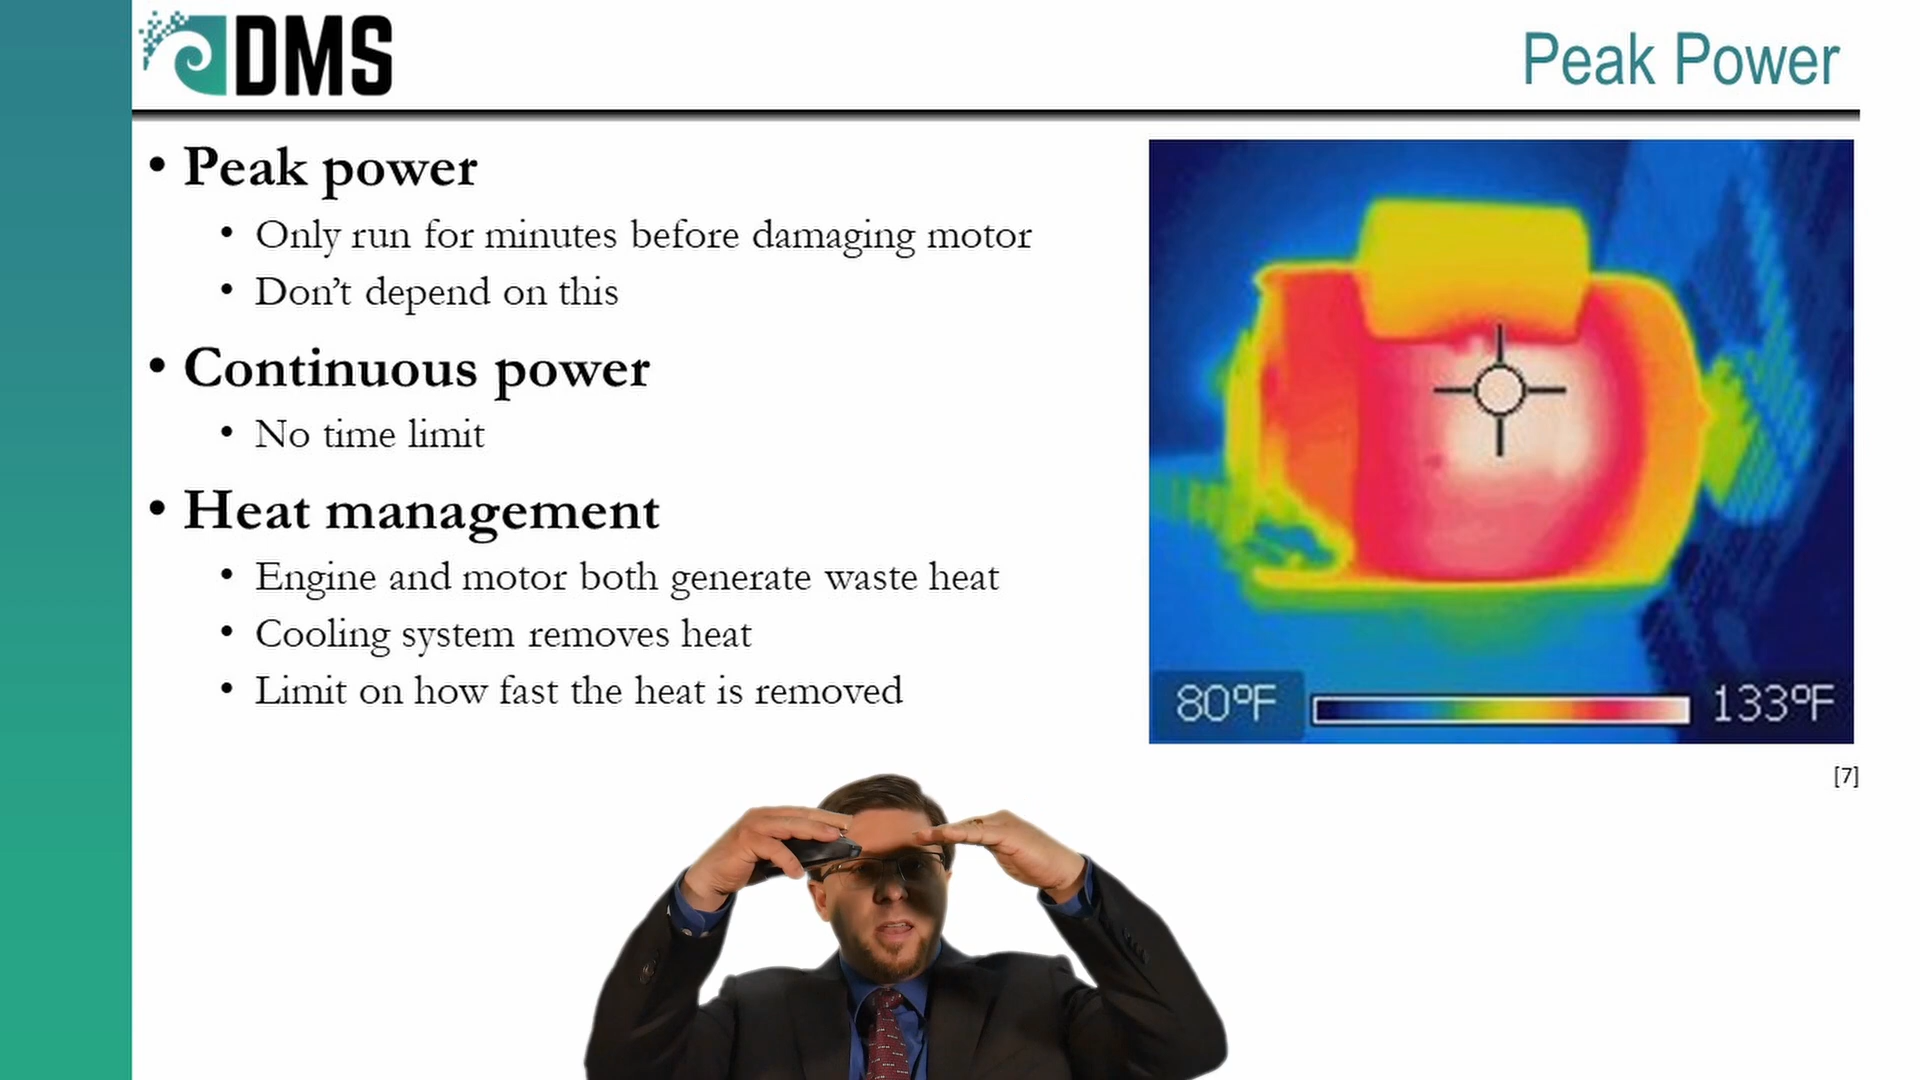 DMS
Peak Power
• Peak power
• Only run for minutes before damaging motor
• Don't depend on this
• Continuous power
• No time limit
• Heat management
• Engine and motor both generate waste heat
• Cooling system removes heat
• Limit on how fast the heat is removed
80°F
133°F
[7]